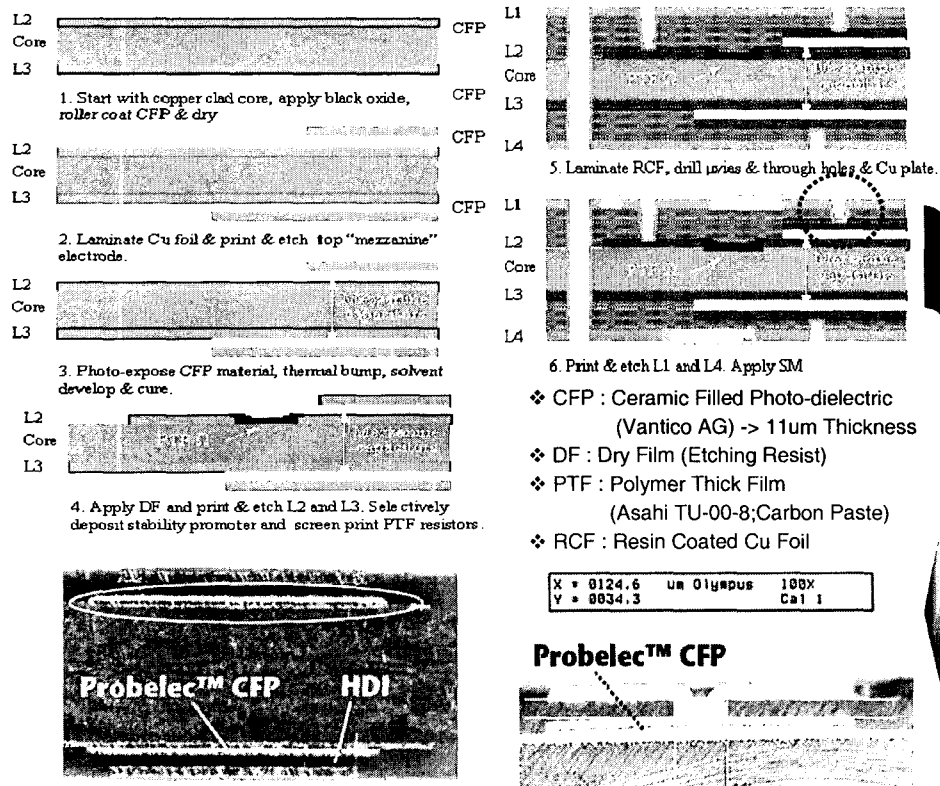 L2
Core
L3
CFP
CFP
1. Start with copper clad core, apply black oxide,
roller coat CFP & dry
L2
Core
L3
CFP
CFP
2. Laminate Cu foil & print & etch top "mezzanine"
electrode.
L2
Core
L3
3. Photo-expose CFP material, thermal bump, solvent
develop & cure.
L2
Core
L3
4. Apply DF and print & etch L2 and L3. Selectively
deposit stability promoter and screen print PTF resistors.
Probelec™ CFP
HDI
L1
L2
Core
L3
L4
5. Laminate RCF, drill μvias & through holes & Cu plate.
L1
L2
Core
L3
L4
6. Print & etch L1 and L4. Apply SM
❖ CFP : Ceramic Filled Photo-dielectric
(Vantico AG) -> 11um Thickness
❖ DF : Dry Film (Etching Resist)
❖ PTF : Polymer Thick Film
(Asahi TU-00-8;Carbon Paste)
❖ RCF : Resin Coated Cu Foil
X = 0124.6 um Olympus 100X
Y = 0034.3 Cal 1
Probelec™ CFP